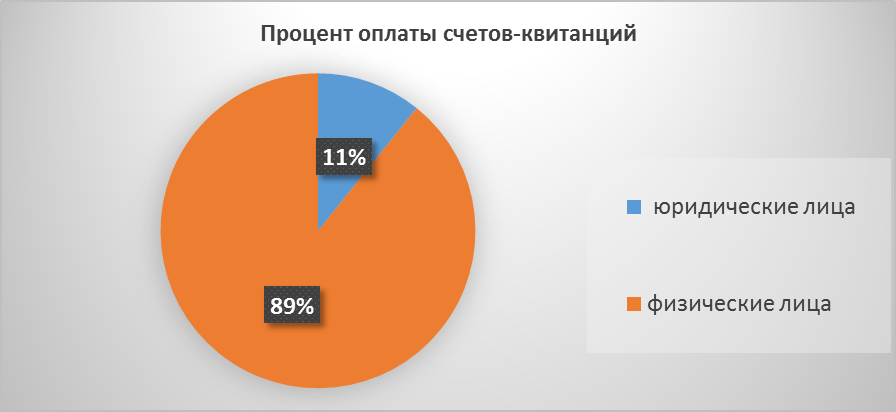 Процент оплаты счетов-квитанций
11%
юридические лица
89%
физические лица